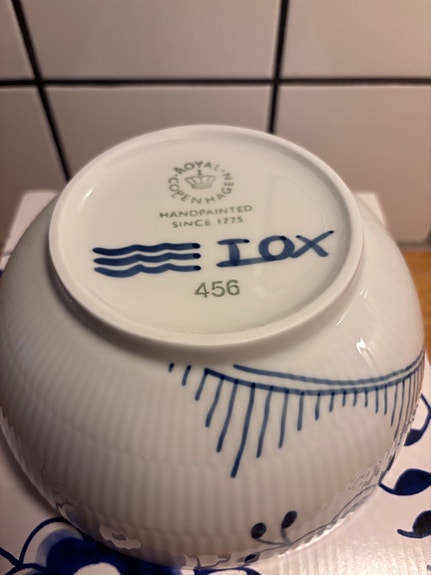 ROYAL COPENHAGEN
HANDPAINTED
SINCE 1775
IOX
456